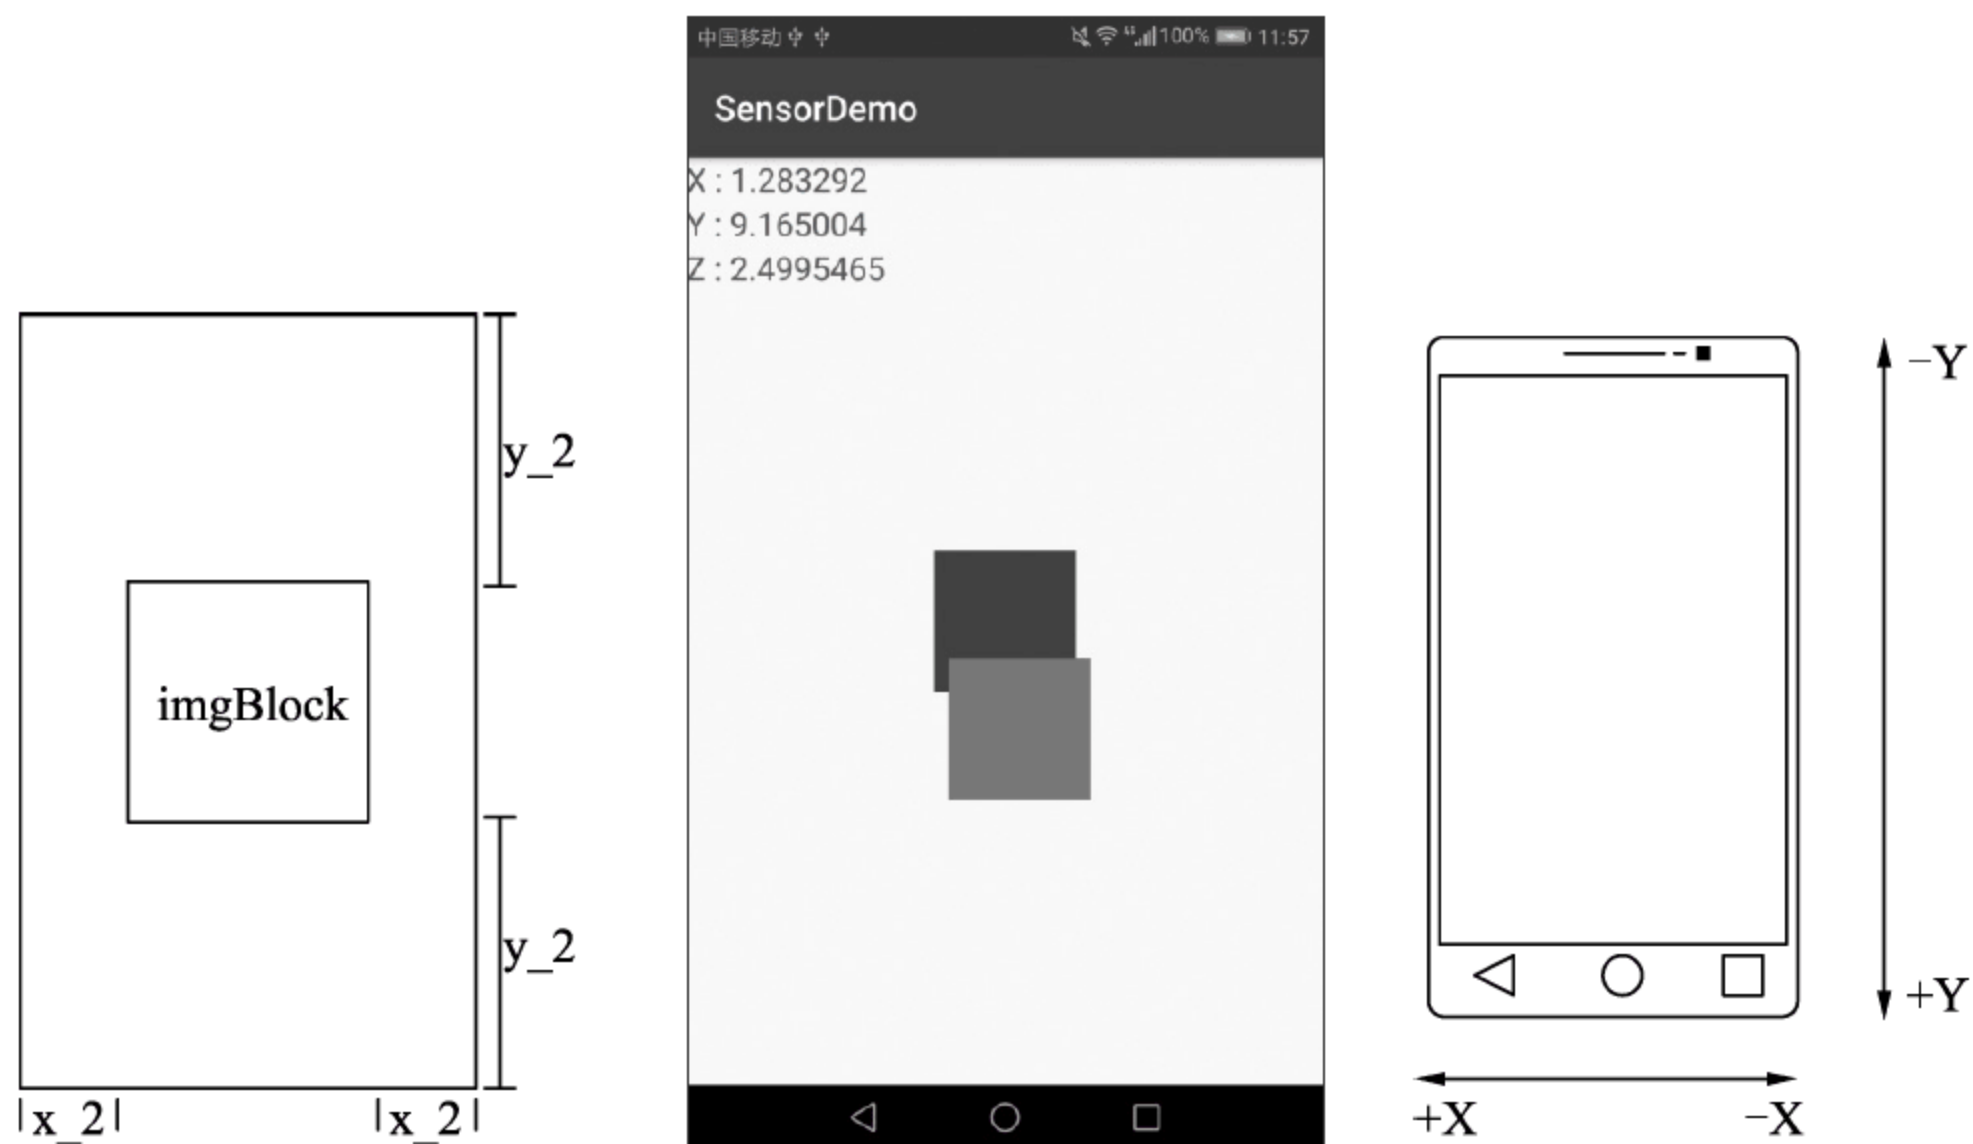 中国移动 100% 11:57
SensorDemo
X : 1.283292
Y : 9.165004
Z : 2.4995465
y_2
imgBlock
y_2
x_2 x_2
−Y
+Y
+X −X